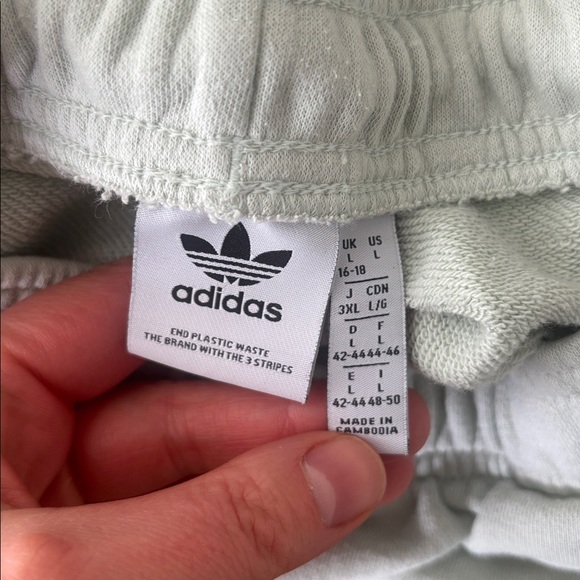 adidas
END PLASTIC WASTE
THE BRAND WITH THE 3 STRIPES
UK US
L L
16-18
J CDN
3XL L/G
D F
L L
42-44 44-46
E I
L L
42-44 48-50
MADE IN
CAMBODIA